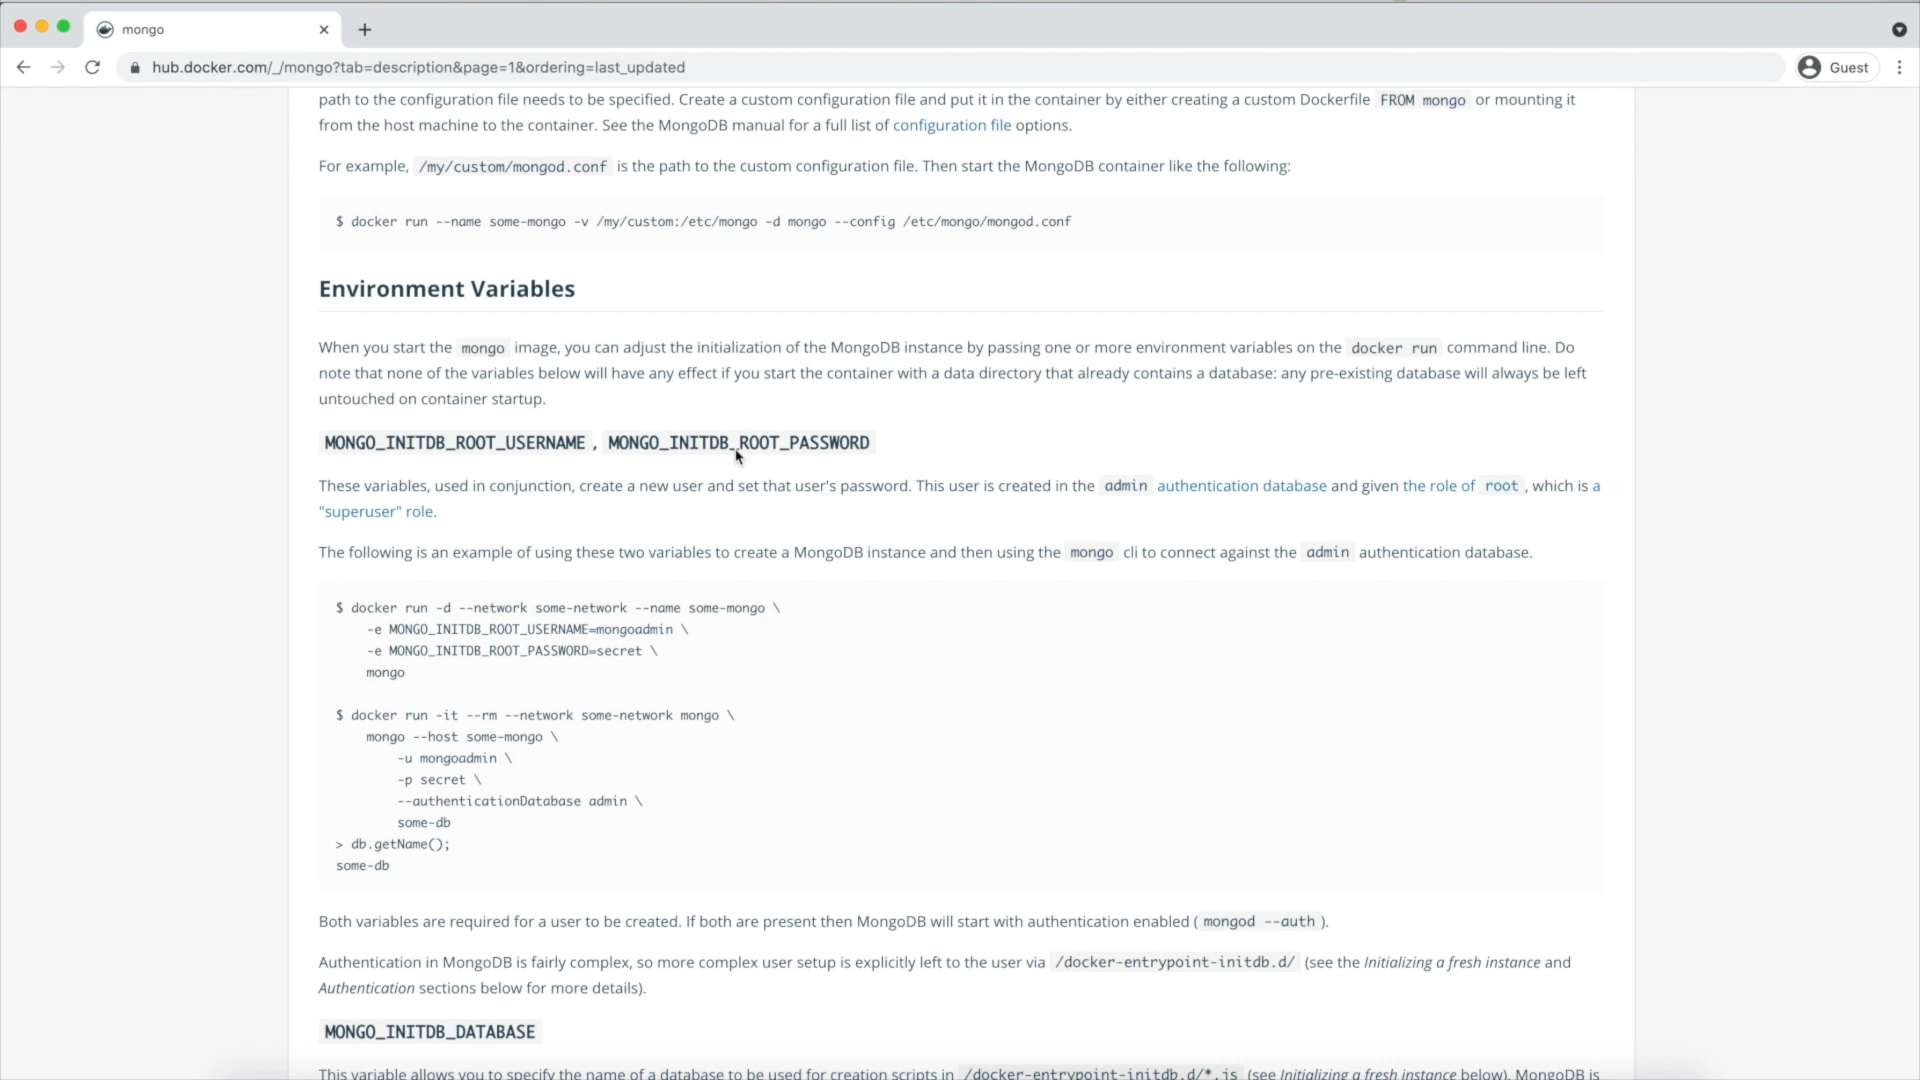 mongo
hub.docker.com/_/mongo?tab=description&page=1&ordering=last_updated
Guest
path to the configuration file needs to be specified. Create a custom configuration file and put it in the container by either creating a custom Dockerfile FROM mongo or mounting it
from the host machine to the container. See the MongoDB manual for a full list of configuration file options.
For example, /my/custom/mongod.conf is the path to the custom configuration file. Then start the MongoDB container like the following:
$ docker run --name some-mongo -v /my/custom:/etc/mongo -d mongo --config /etc/mongo/mongod.conf
Environment Variables
When you start the mongo image, you can adjust the initialization of the MongoDB instance by passing one or more environment variables on the docker run command line. Do
note that none of the variables below will have any effect if you start the container with a data directory that already contains a database: any pre-existing database will always be left
untouched on container startup.
MONGO_INITDB_ROOT_USERNAME , MONGO_INITDB_ROOT_PASSWORD
These variables, used in conjunction, create a new user and set that user's password. This user is created in the admin authentication database and given the role of root , which is a
"superuser" role.
The following is an example of using these two variables to create a MongoDB instance and then using the mongo cli to connect against the admin authentication database.
$ docker run -d --network some-network --name some-mongo \
-e MONGO_INITDB_ROOT_USERNAME=mongoadmin \
-e MONGO_INITDB_ROOT_PASSWORD=secret \
mongo
$ docker run -it --rm --network some-network mongo \
mongo --host some-mongo \
-u mongoadmin \
-p secret \
--authenticationDatabase admin \
some-db
> db.getName();
some-db
Both variables are required for a user to be created. If both are present then MongoDB will start with authentication enabled ( mongod --auth ).
Authentication in MongoDB is fairly complex, so more complex user setup is explicitly left to the user via /docker-entrypoint-initdb.d/ (see the Initializing a fresh instance and
Authentication sections below for more details).
MONGO_INITDB_DATABASE
This variable allows you to specify the name of a database to be used for creation scripts in /docker-entrypoint-initdb.d/*.js (see Initializing a fresh instance below). MongoDB is